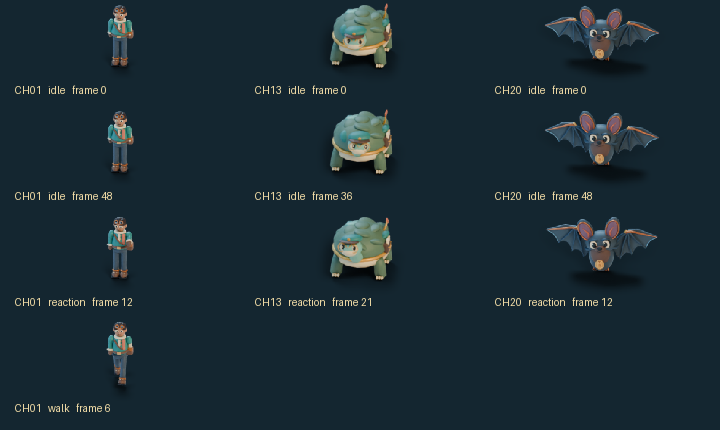 CH01 idle frame 0
CH13 idle frame 0
CH20 idle frame 0
CH01 idle frame 48
CH13 idle frame 36
CH20 idle frame 48
CH01 reaction frame 12
CH13 reaction frame 21
CH20 reaction frame 12
CH01 walk frame 6